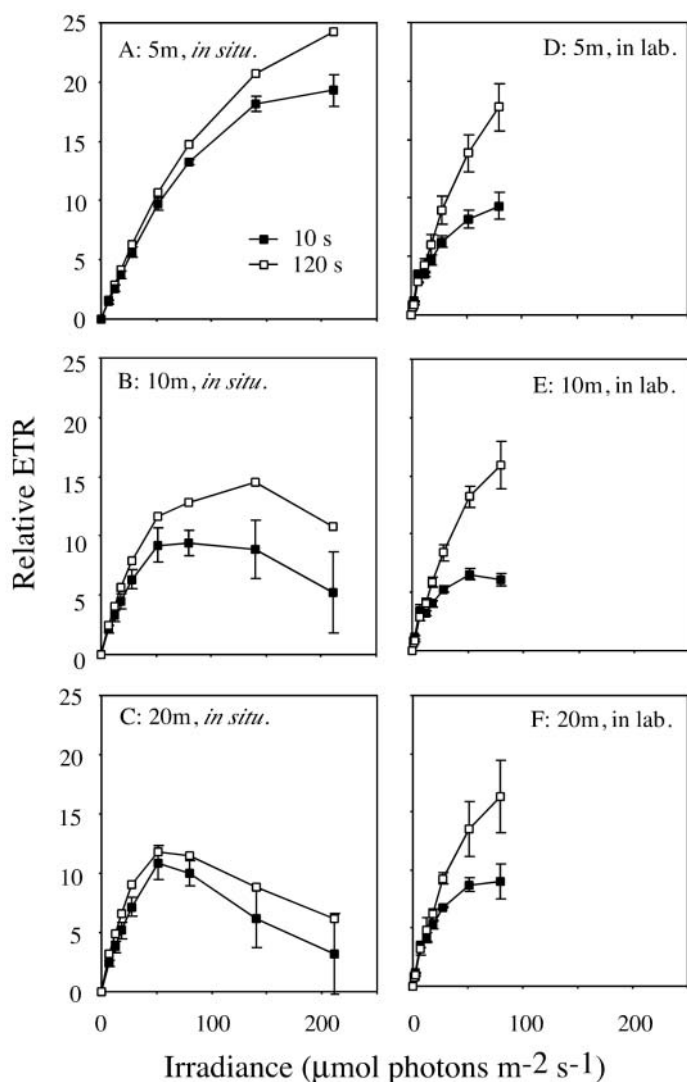 25
20
15
10
5
0
A: 5m, in situ.
10 s
120 s
D: 5m, in lab.
25
20
15
10
5
0
B: 10m, in situ.
E: 10m, in lab.
25
20
15
10
5
0
C: 20m, in situ.
F: 20m, in lab.
Relative ETR
0 100 200 0 100 200
Irradiance (μmol photons m-2 s-1)